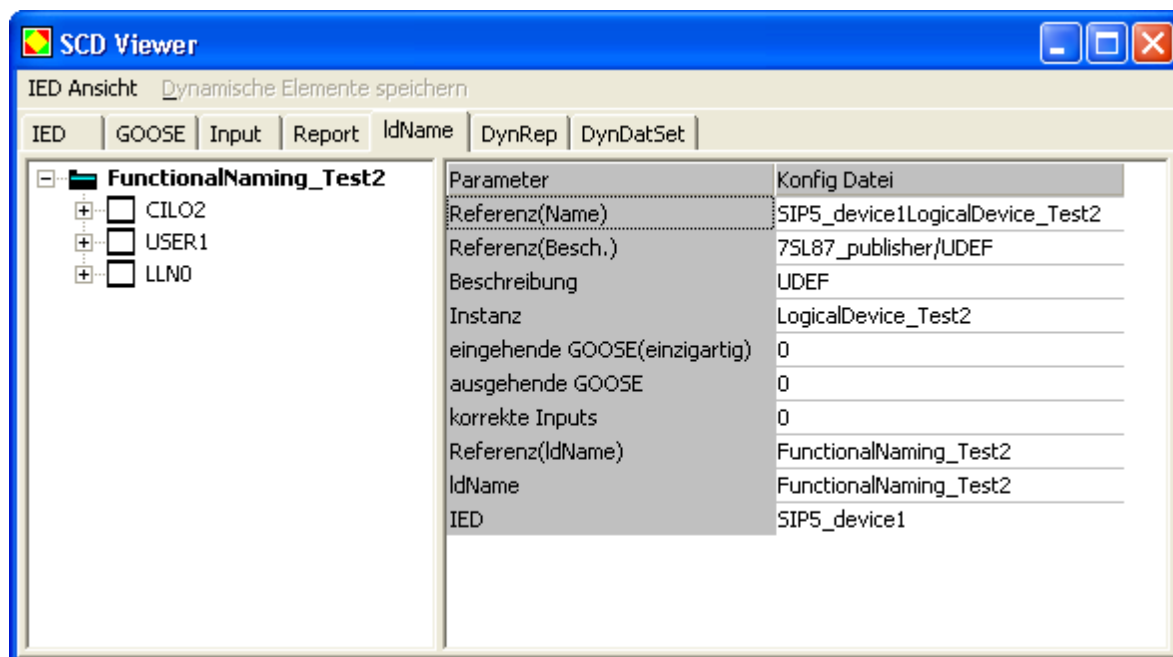 SCD Viewer
IED Ansicht Dynamische Elemente speichern
IED GOOSE Input Report ldName DynRep DynDatSet
FunctionalNaming_Test2
CILO2
USER1
LLN0
Parameter Konfig Datei
Referenz(Name) SIP5_device1LogicalDevice_Test2
Referenz(Besch.) 7SL87_publisher/UDEF
Beschreibung UDEF
Instanz LogicalDevice_Test2
eingehende GOOSE(einzigartig) 0
ausgehende GOOSE 0
korrekte Inputs 0
Referenz(ldName) FunctionalNaming_Test2
ldName FunctionalNaming_Test2
IED SIP5_device1